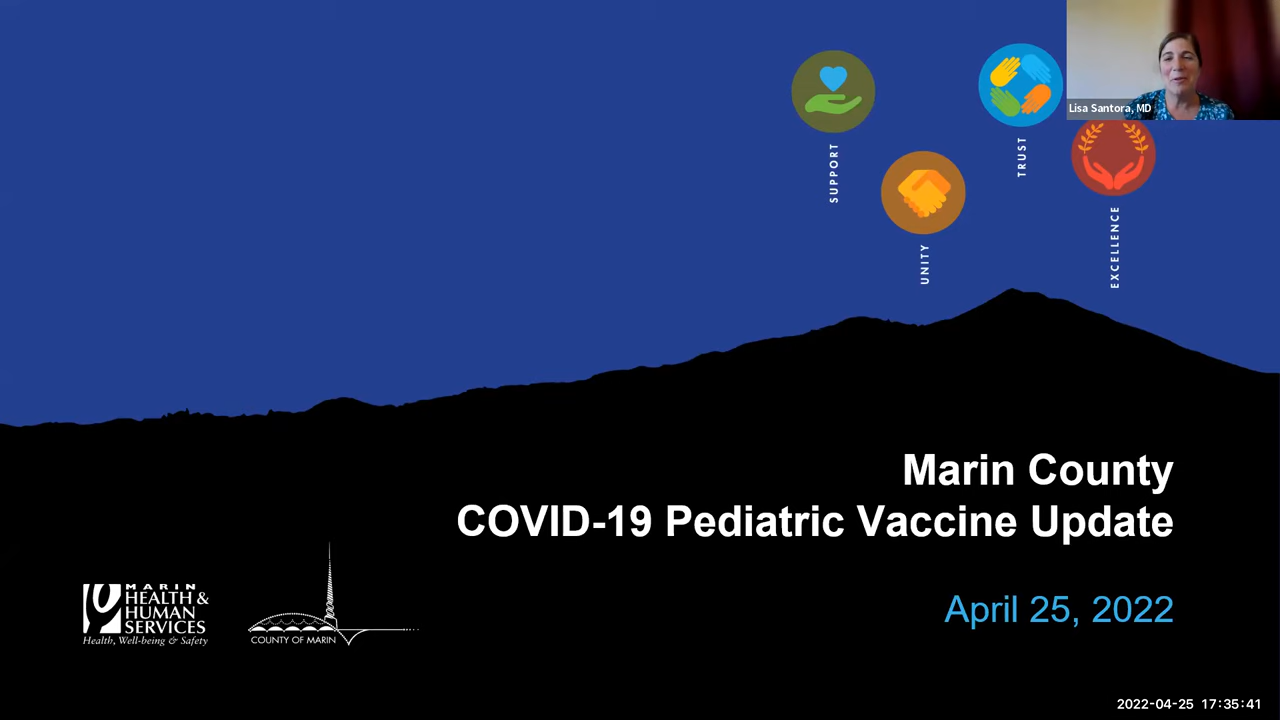 Lisa Santora, MD
SUPPORT
UNITY
TRUST
EXCELLENCE
Marin County
COVID-19 Pediatric Vaccine Update
April 25, 2022
MARIN
HEALTH &
HUMAN
SERVICES
Health, Well-being & Safety
COUNTY OF MARIN
2022-04-25 17:35:41